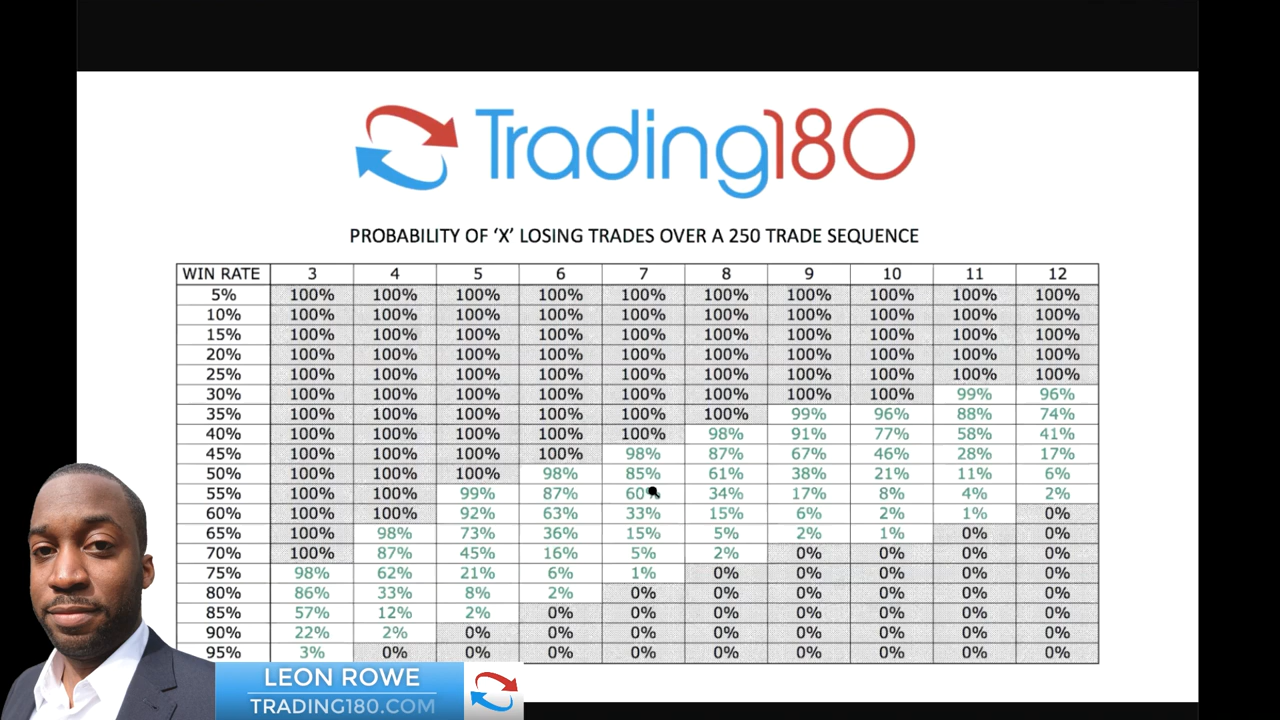 Trading180
PROBABILITY OF ‘X’ LOSING TRADES OVER A 250 TRADE SEQUENCE
WIN RATE 3 4 5 6 7 8 9 10 11 12
5% 100% 100% 100% 100% 100% 100% 100% 100% 100% 100%
10% 100% 100% 100% 100% 100% 100% 100% 100% 100% 100%
15% 100% 100% 100% 100% 100% 100% 100% 100% 100% 100%
20% 100% 100% 100% 100% 100% 100% 100% 100% 100% 100%
25% 100% 100% 100% 100% 100% 100% 100% 100% 100% 100%
30% 100% 100% 100% 100% 100% 100% 100% 100% 99% 96%
35% 100% 100% 100% 100% 100% 100% 99% 96% 88% 74%
40% 100% 100% 100% 100% 100% 98% 91% 77% 58% 41%
45% 100% 100% 100% 100% 98% 87% 67% 46% 28% 17%
50% 100% 100% 100% 98% 85% 61% 38% 21% 11% 6%
55% 100% 100% 99% 87% 60% 34% 17% 8% 4% 2%
60% 100% 100% 92% 63% 33% 15% 6% 2% 1% 0%
65% 100% 98% 73% 36% 15% 5% 2% 1% 0% 0%
70% 100% 87% 45% 16% 5% 2% 0% 0% 0% 0%
75% 98% 62% 21% 6% 1% 0% 0% 0% 0% 0%
80% 86% 33% 8% 2% 0% 0% 0% 0% 0% 0%
85% 57% 12% 2% 0% 0% 0% 0% 0% 0% 0%
90% 22% 2% 0% 0% 0% 0% 0% 0% 0% 0%
95% 3% 0% 0% 0% 0% 0% 0% 0% 0% 0%
LEON ROWE
TRADING180.COM